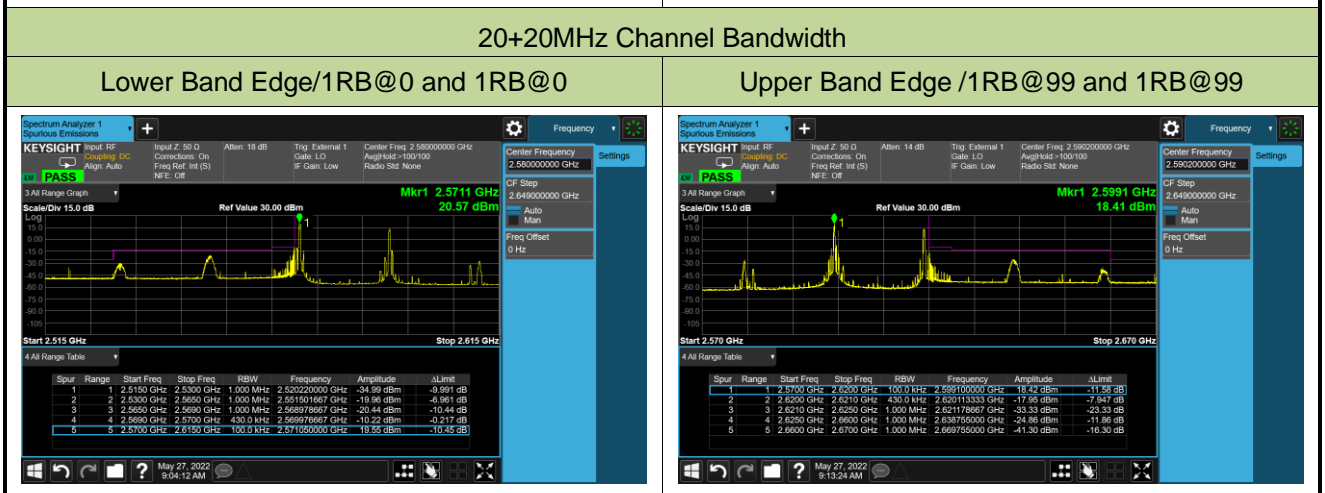 20+20MHz Channel Bandwidth
Lower Band Edge/1RB@0 and 1RB@0
Upper Band Edge /1RB@99 and 1RB@99
Spectrum Analyzer 1
Spurious Emissions
Frequency
KEYSIGHT
Input: RF
Coupling: DC
Align: Auto
Input Z: 50 Ω
Corrections: On
Freq Ref: Int (S)
NFE: Off
Atten: 18 dB
Trig: External 1
Gate: LO
IF Gain: Low
Center Freq: 2.580000000 GHz
Avg|Hold:>100/100
Radio Std: None
PASS
Center Frequency
2.580000000 GHz
Settings
CF Step
2.649000000 GHz
Auto
Man
Freq Offset
0 Hz
3 All Range Graph
Mkr1 2.5711 GHz
Scale/Div 15.0 dB
Ref Value 30.00 dBm
20.57 dBm
Log
15.0
0.00
-15.0
-30.0
-45.0
-60.0
-75.0
-90.0
-105
1
Start 2.515 GHz
Stop 2.615 GHz
4 All Range Table
Spur Range Start Freq Stop Freq RBW Frequency Amplitude ΔLimit
1 1 2.5150 GHz 2.5300 GHz 1.000 MHz 2.520220000 GHz -34.99 dBm -9.991 dB
2 2 2.5300 GHz 2.5650 GHz 1.000 MHz 2.551501667 GHz -19.96 dBm -6.961 dB
3 3 2.5650 GHz 2.5690 GHz 1.000 MHz 2.568978667 GHz -20.44 dBm -10.44 dB
4 4 2.5690 GHz 2.5700 GHz 430.0 kHz 2.569976667 GHz -10.22 dBm -0.217 dB
5 5 2.5700 GHz 2.6150 GHz 100.0 kHz 2.571050000 GHz 19.55 dBm -10.45 dB
May 27, 2022
9:04:12 AM
Spectrum Analyzer 1
Spurious Emissions
Frequency
KEYSIGHT
Input: RF
Coupling: DC
Align: Auto
Input Z: 50 Ω
Corrections: On
Freq Ref: Int (S)
NFE: Off
Atten: 14 dB
Trig: External 1
Gate: LO
IF Gain: Low
Center Freq: 2.590200000 GHz
Avg|Hold:>100/100
Radio Std: None
PASS
Center Frequency
2.590200000 GHz
Settings
CF Step
2.649000000 GHz
Auto
Man
Freq Offset
0 Hz
3 All Range Graph
Mkr1 2.5991 GHz
Scale/Div 15.0 dB
Ref Value 30.00 dBm
18.41 dBm
Log
15.0
0.00
-15.0
-30.0
-45.0
-60.0
-75.0
-90.0
-105
1
Start 2.570 GHz
Stop 2.670 GHz
4 All Range Table
Spur Range Start Freq Stop Freq RBW Frequency Amplitude ΔLimit
1 1 2.5700 GHz 2.6200 GHz 100.0 kHz 2.599100000 GHz 18.42 dBm -11.58 dB
2 2 2.6200 GHz 2.6210 GHz 430.0 kHz 2.620113333 GHz -17.95 dBm -7.947 dB
3 3 2.6210 GHz 2.6250 GHz 1.000 MHz 2.621178667 GHz -33.33 dBm -23.33 dB
4 4 2.6250 GHz 2.6600 GHz 1.000 MHz 2.638755000 GHz -24.86 dBm -11.86 dB
5 5 2.6600 GHz 2.6700 GHz 1.000 MHz 2.669755000 GHz -41.30 dBm -16.30 dB
May 27, 2022
9:13:24 AM